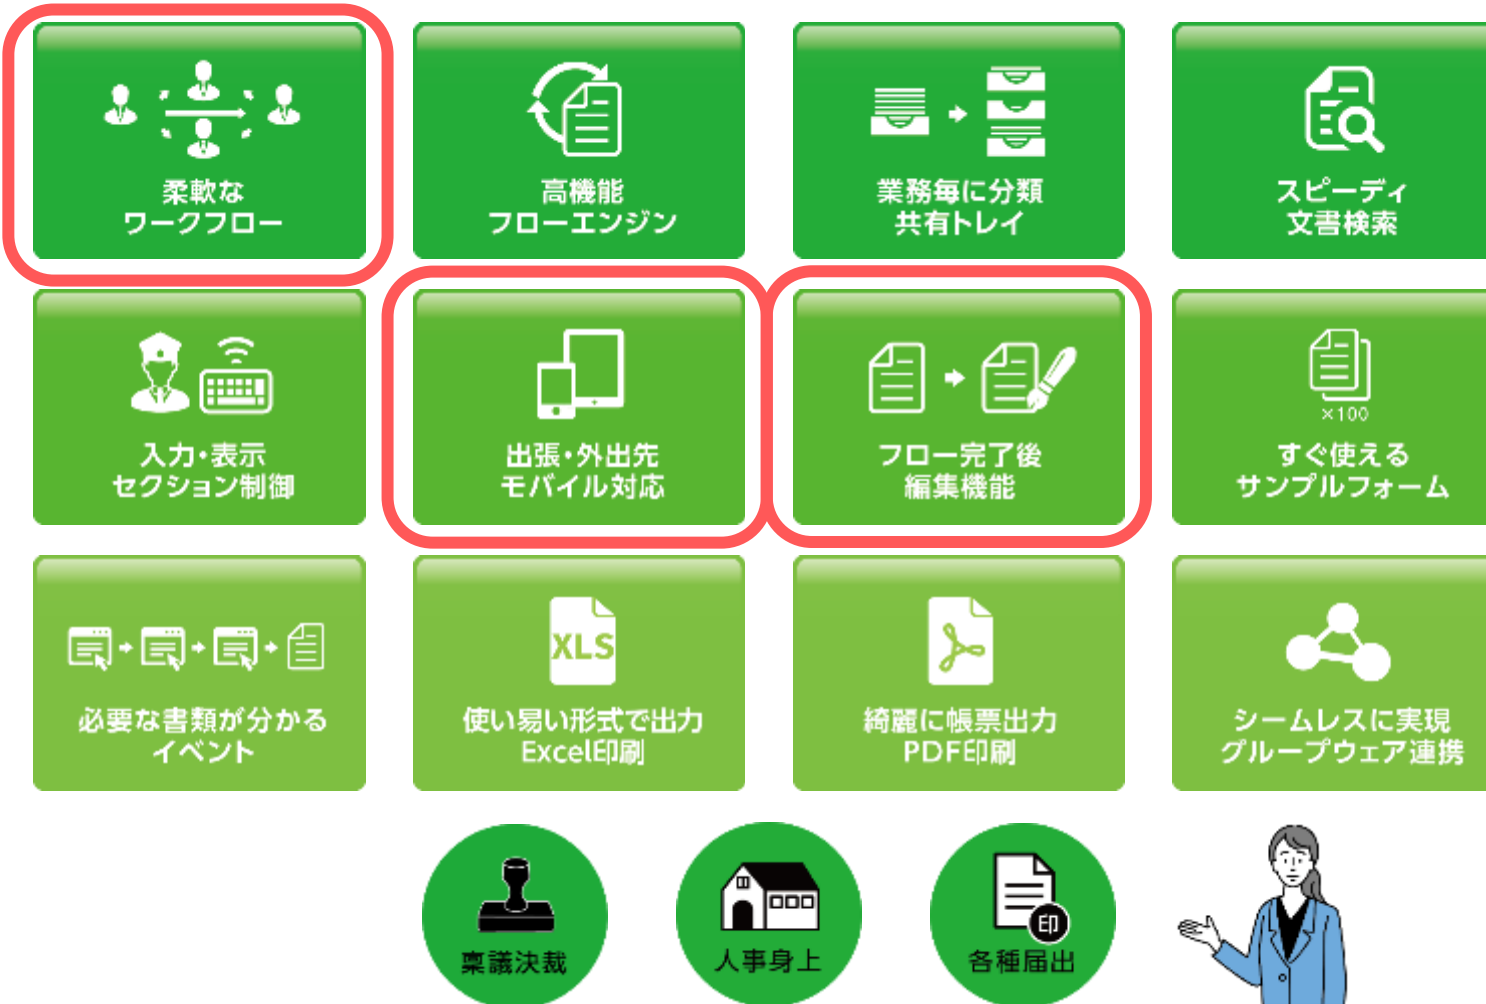 柔軟な
ワークフロー
高機能
フローエンジン
業務毎に分類
共有トレイ
スピーディ
文書検索
入力・表示
セクション制御
出張・外出先
モバイル対応
フロー完了後
編集機能
×100
すぐ使える
サンプルフォーム
必要な書類が分かる
イベント
XLS
使い易い形式で出力
Excel印刷
綺麗に帳票出力
PDF印刷
シームレスに実現
グループウェア連携
稟議決裁
人事身上
印
各種届出